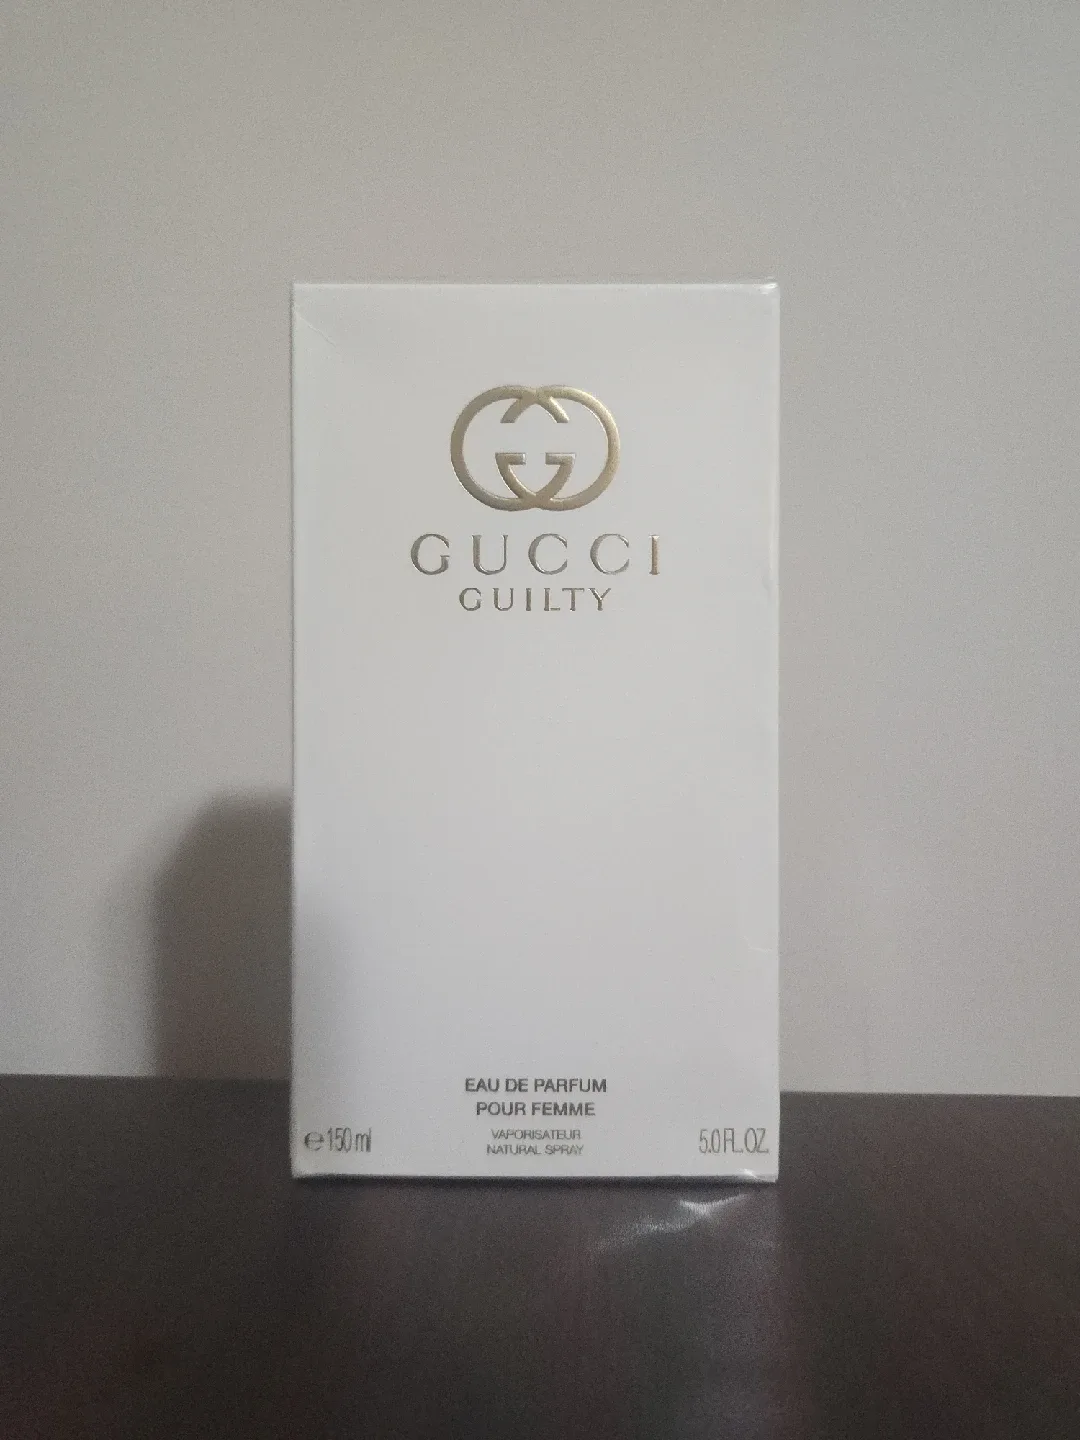 GUCCI
GUILTY
EAU DE PARFUM
POUR FEMME
VAPORISATEUR
NATURAL SPRAY
℮150 ml
5.0 FL. OZ.